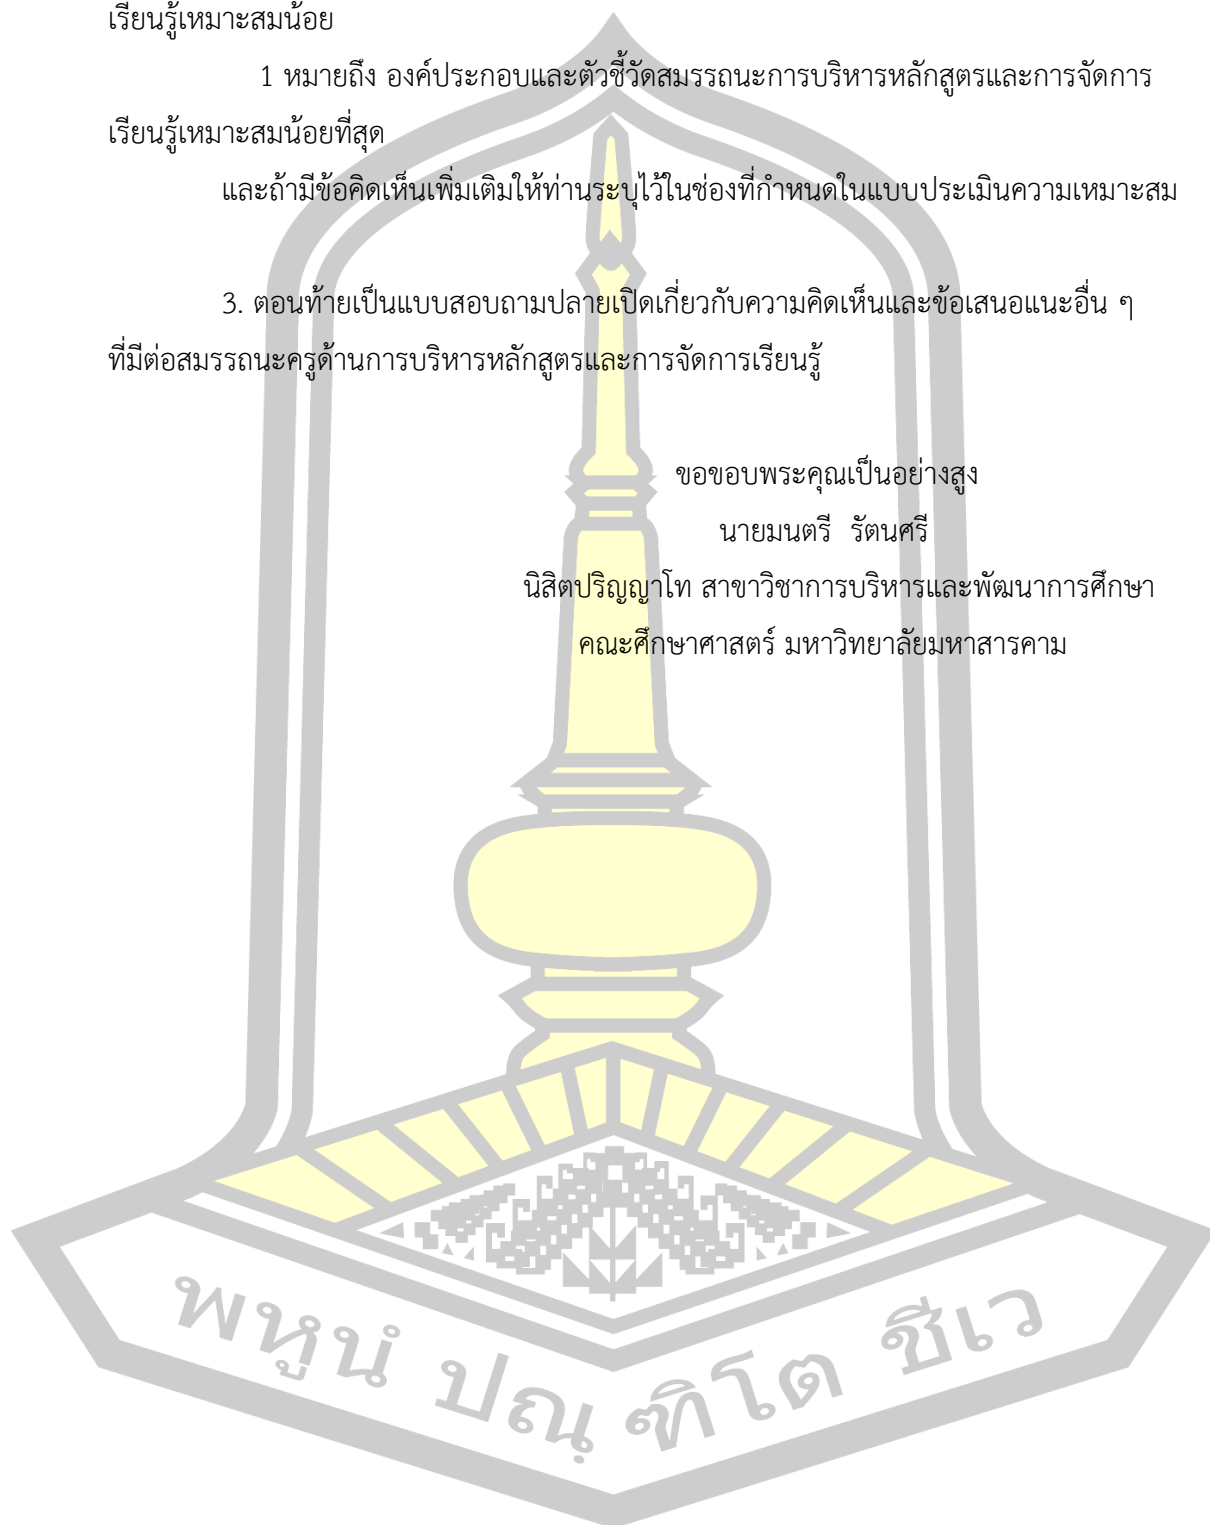 เรียนรู้เหมาะสมน้อย
1 หมายถึง องค์ประกอบและตัวชี้วัดสมรรถนะการบริหารหลักสูตรและการจัดการ
เรียนรู้เหมาะสมน้อยที่สุด
และถ้ามีข้อคิดเห็นเพิ่มเติมให้ท่านระบุไว้ในช่องที่กำหนดในแบบประเมินความเหมาะสม
3. ตอนท้ายเป็นแบบสอบถามปลายเปิดเกี่ยวกับความคิดเห็นและข้อเสนอแนะอื่น ๆ
ที่มีต่อสมรรถนะครูด้านการบริหารหลักสูตรและการจัดการเรียนรู้
ขอขอบพระคุณเป็นอย่างสูง
นายมนตรี รัตนศรี
นิสิตปริญญาโท สาขาวิชาการบริหารและพัฒนาการศึกษา
คณะศึกษาศาสตร์ มหาวิทยาลัยมหาสารคาม
พหูนํ ปณฺฑิโต ชีเว